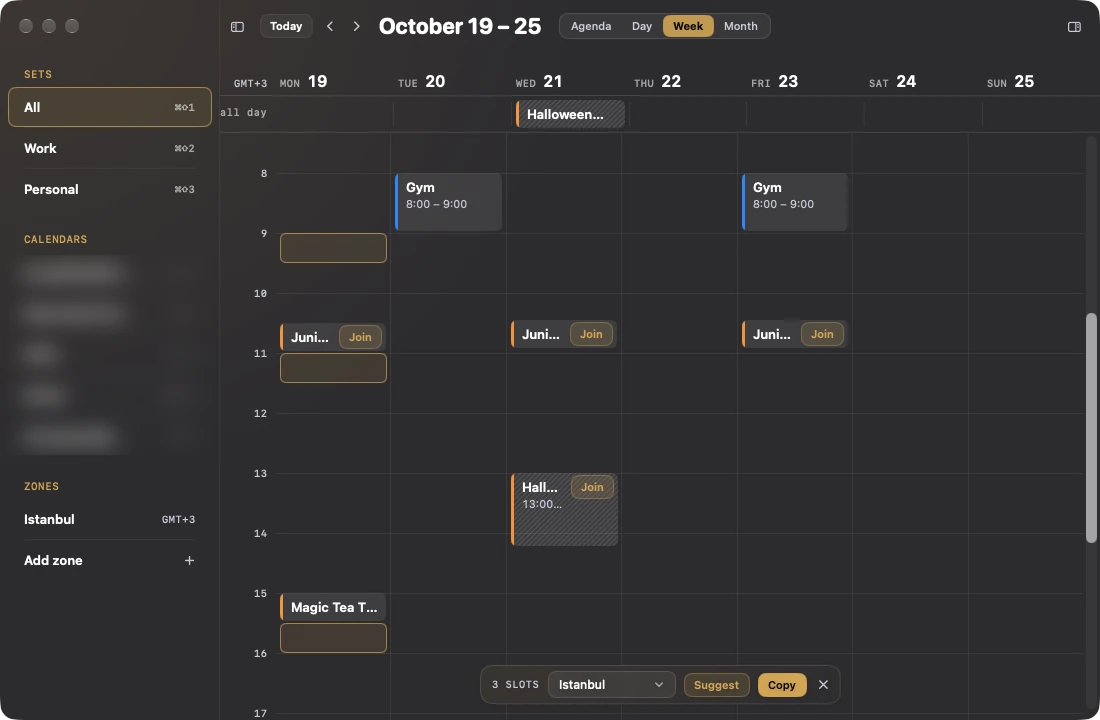 Today
October 19 – 25
Agenda
Day
Week
Month
SETS
All ⌘⇧1
Work ⌘⇧2
Personal ⌘⇧3
CALENDARS
ZONES
Istanbul GMT+3
Add zone +
GMT+3
MON 19
TUE 20
WED 21
THU 22
FRI 23
SAT 24
SUN 25
all day
Halloween...
8
Gym
8:00 – 9:00
Gym
8:00 – 9:00
9
10
Juni... Join
Juni... Join
Juni... Join
11
12
13
Hall... Join
13:00...
14
15
Magic Tea T...
16
3 SLOTS
Istanbul
Suggest
Copy
17